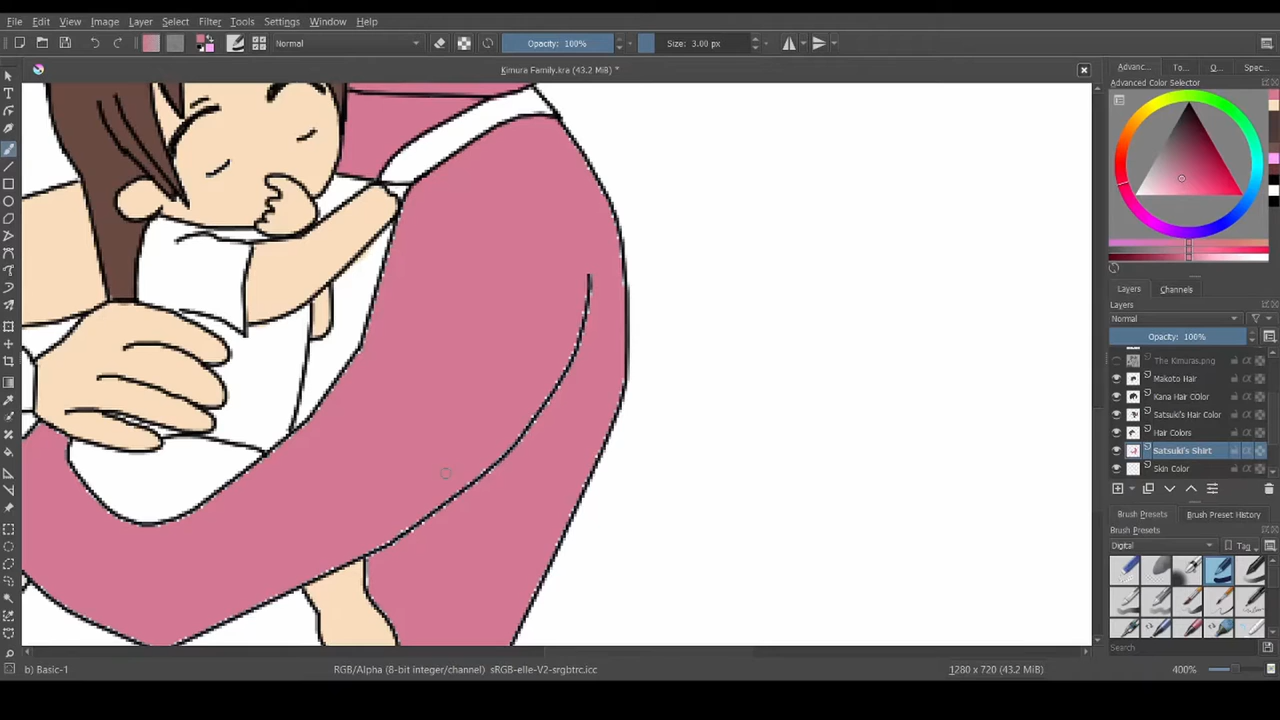 File Edit View Image Layer Select Filter Tools Settings Window Help
Normal Opacity: 100% Size: 3.00 px
Kimura Family.kra (43.2 MiB) *
Advanc... To... O... Spec...
Advanced Color Selector
Layers Channels
Layers
Normal
Opacity: 100%
The Kimuras.png
Makoto Hair
Kana Hair COlor
Satsuki's Hair Color
Hair Colors
Satsuki's Shirt
Skin Color
Brush Presets Brush Preset History
Brush Presets
Digital Tag
Search
b) Basic-1 RGB/Alpha (8-bit integer/channel) sRGB-elle-V2-srgbtrc.icc 1280 x 720 (43.2 MiB) 400%